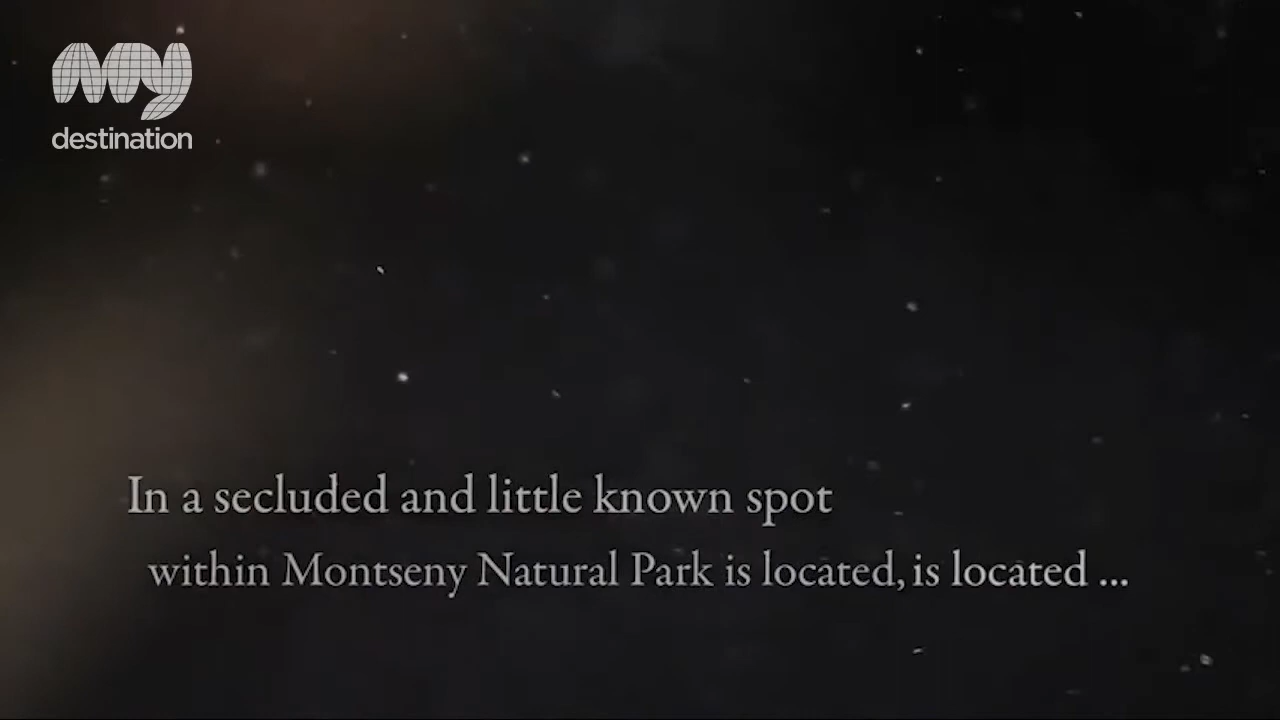 my
destination
In a secluded and little known spot
within Montseny Natural Park is located, is located ...